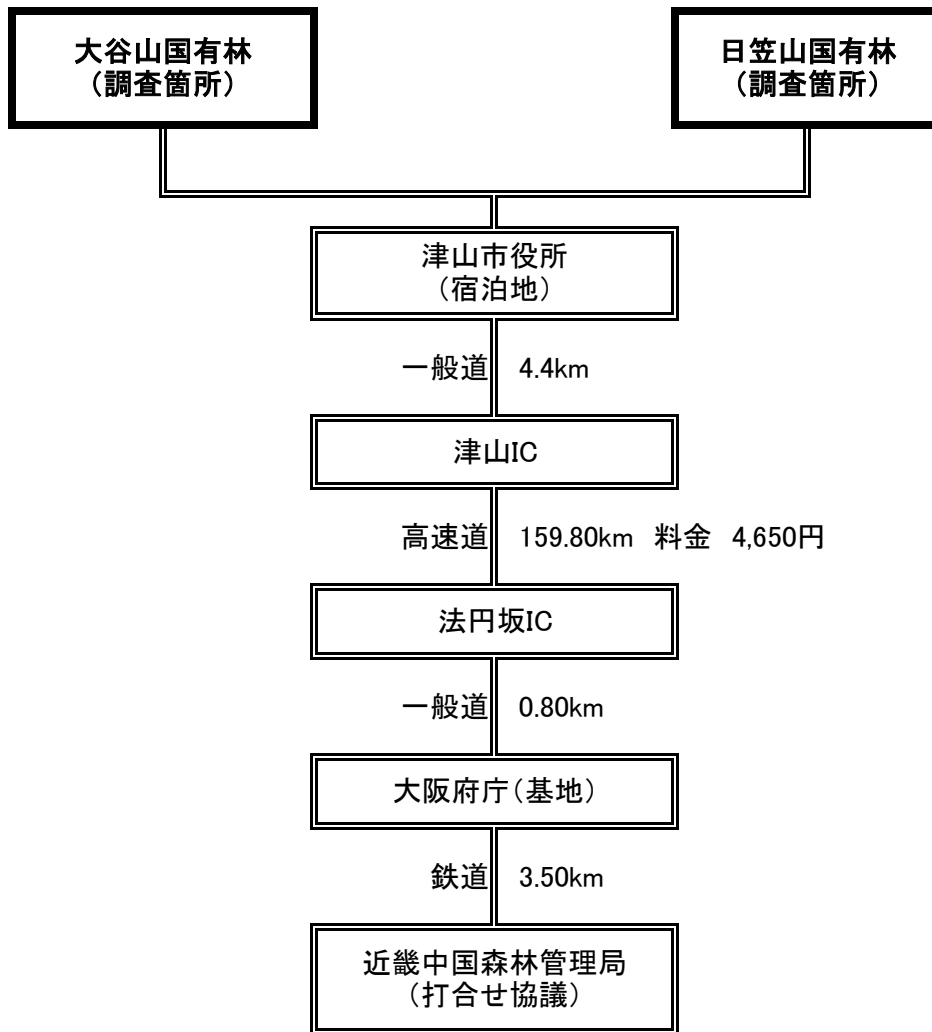 大谷山国有林
（調査箇所）
日笠山国有林
（調査箇所）
津山市役所
（宿泊地）
一般道 4.4km
津山IC
高速道 159.80km 料金 4,650円
法円坂IC
一般道 0.80km
大阪府庁（基地）
鉄道 3.50km
近畿中国森林管理局
（打合せ協議）